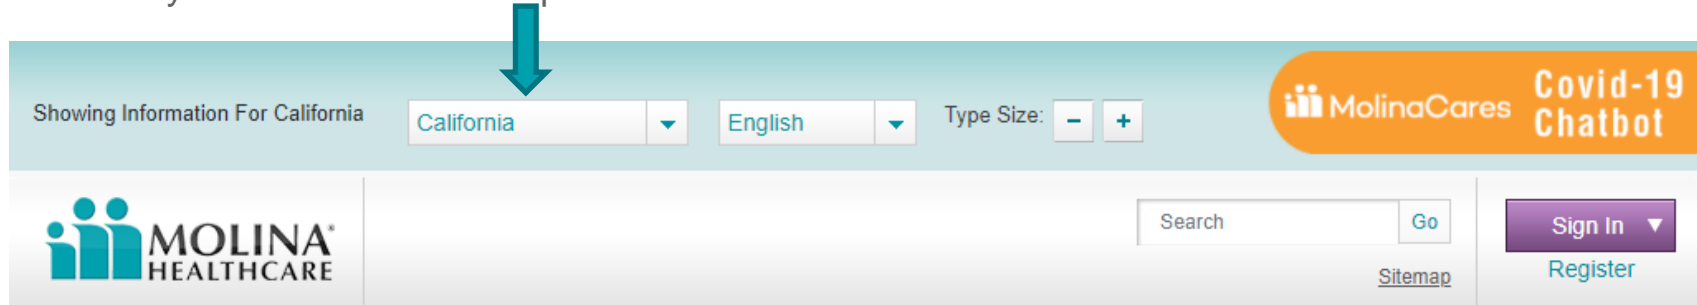 Showing Information For California
California
English
Type Size: - +
MolinaCares
Covid-19
Chatbot
MOLINA®
HEALTHCARE
Search
Go
Sitemap
Sign In
Register